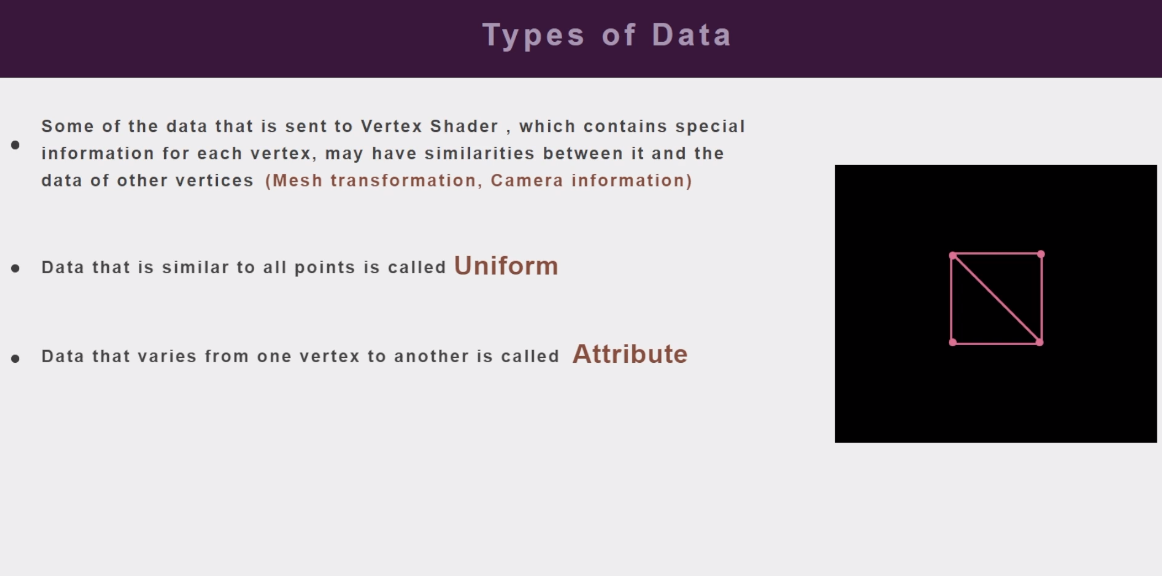 Types of Data
Some of the data that is sent to Vertex Shader , which contains special
information for each vertex, may have similarities between it and the
data of other vertices (Mesh transformation, Camera information)
Data that is similar to all points is called Uniform
Data that varies from one vertex to another is called Attribute